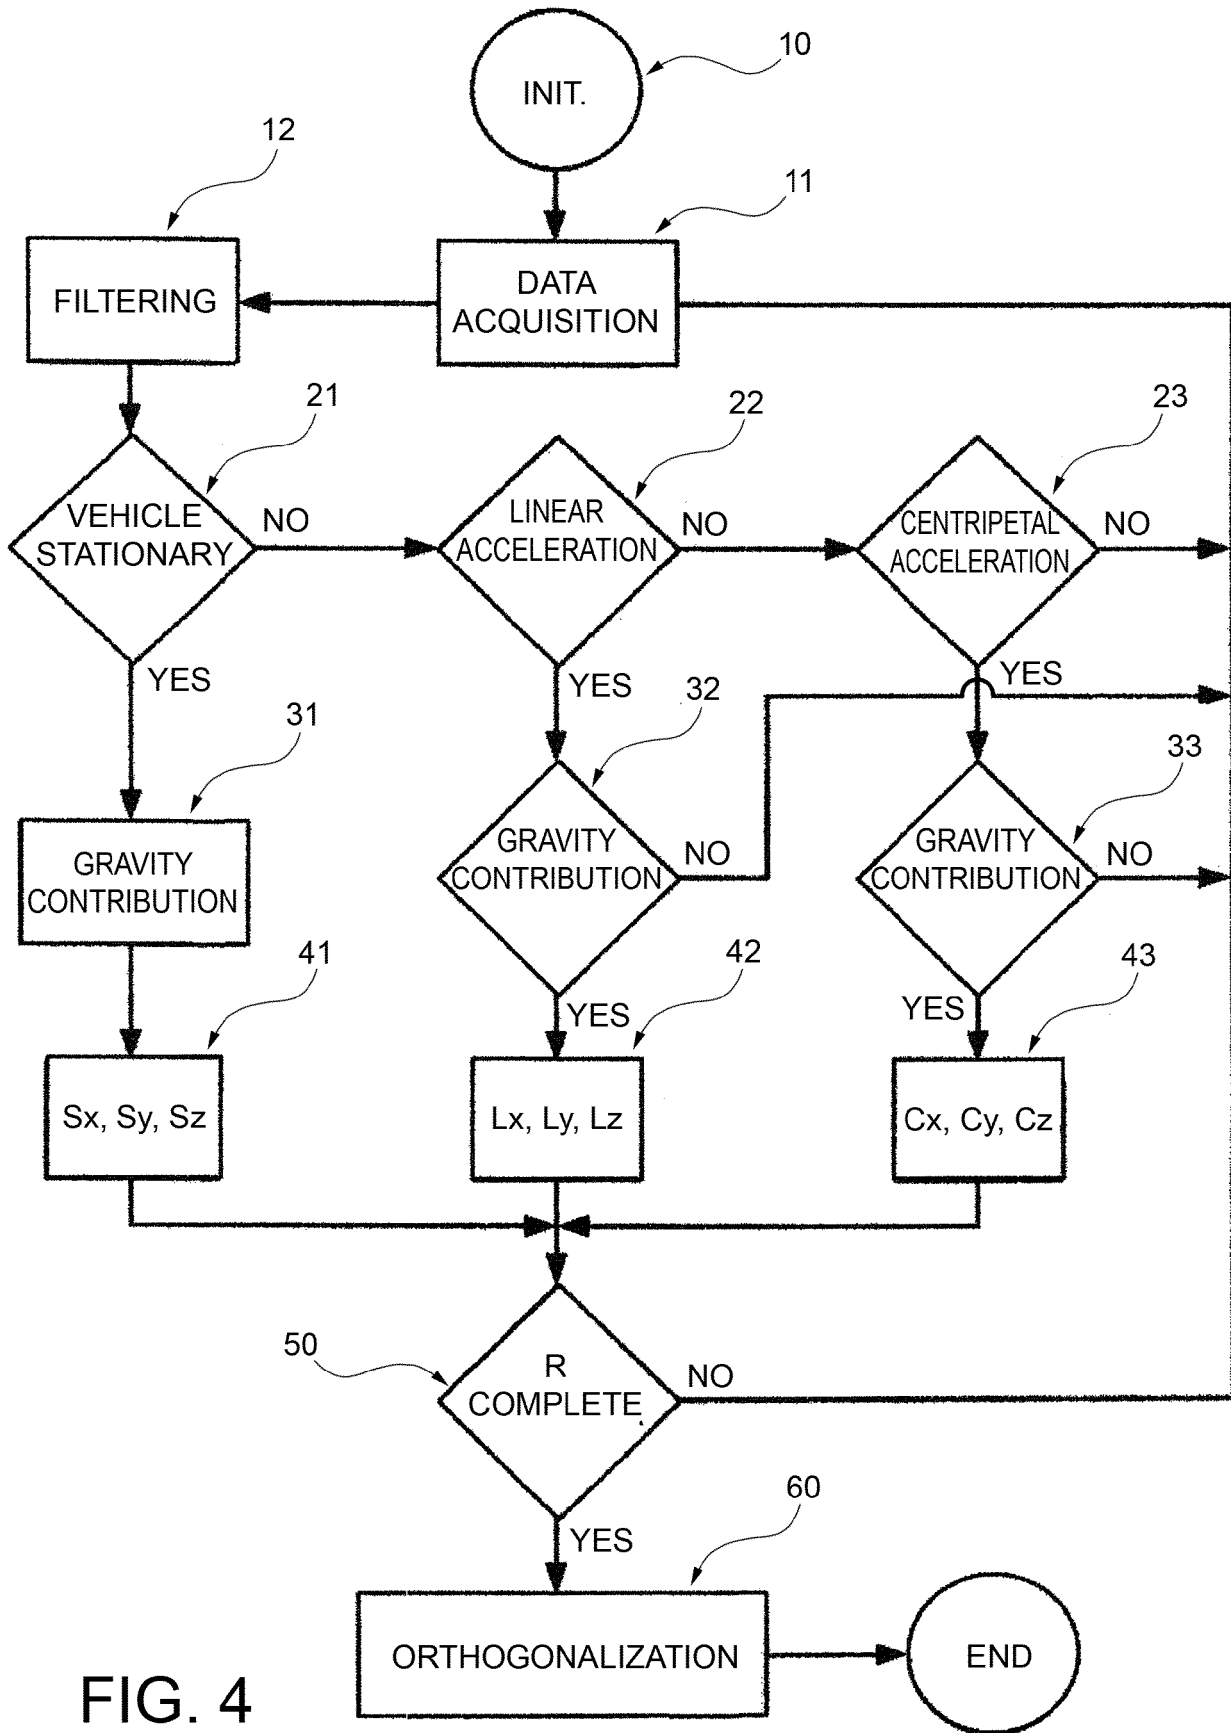 10
INIT.
12
11
FILTERING
DATA
ACQUISITION
21
22
23
VEHICLE
STATIONARY
NO
LINEAR
ACCELERATION
NO
CENTRIPETAL
ACCELERATION
NO
YES
YES
YES
31
32
33
GRAVITY
CONTRIBUTION
GRAVITY
CONTRIBUTION
NO
GRAVITY
CONTRIBUTION
NO
41
42
43
YES
YES
Sx, Sy, Sz
Lx, Ly, Lz
Cx, Cy, Cz
50
R
COMPLETE
NO
YES
60
ORTHOGONALIZATION
END
FIG. 4